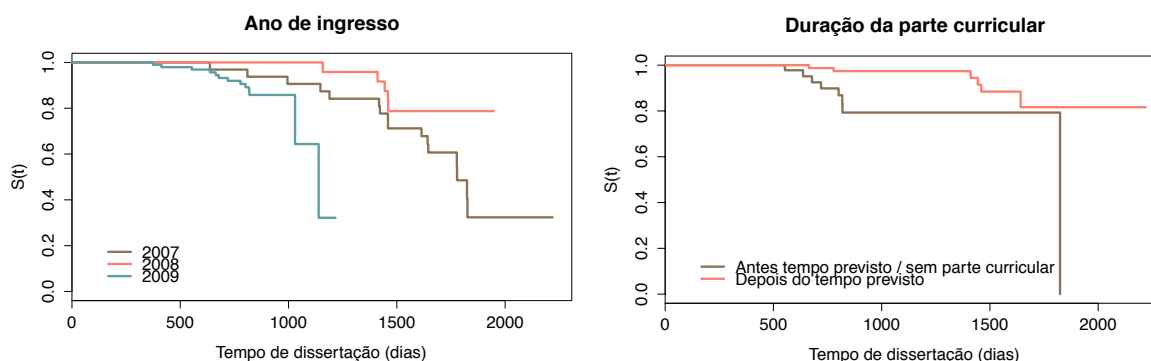 Ano de ingresso
S(t)
1.0
0.8
0.6
0.4
0.2
0.0
2007
2008
2009
0 500 1000 1500 2000
Tempo de dissertação (dias)
Duração da parte curricular
S(t)
1.0
0.8
0.6
0.4
0.2
0.0
Antes tempo previsto / sem parte curricular
Depois do tempo previsto
0 500 1000 1500 2000
Tempo de dissertação (dias)